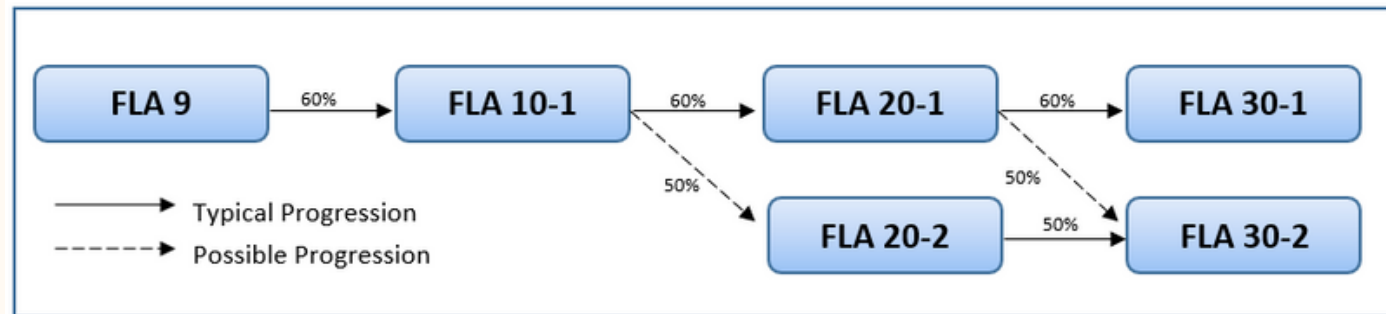 FLA 9
60%
FLA 10-1
60%
FLA 20-1
60%
FLA 30-1
50%
50%
Typical Progression
Possible Progression
FLA 20-2
50%
FLA 30-2